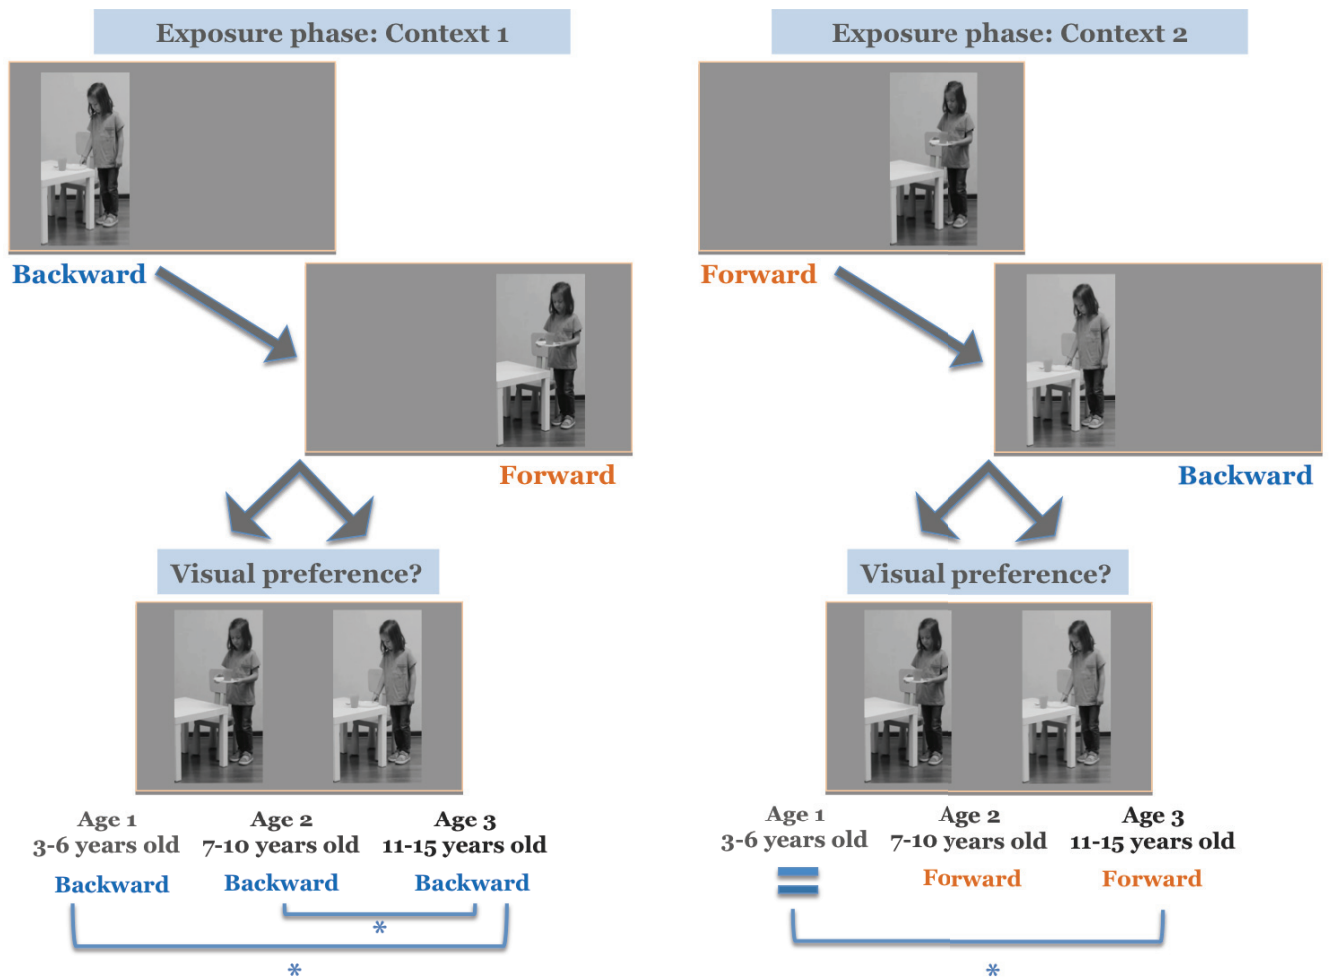 Exposure phase: Context 1
Backward
Forward
Visual preference?
Age 1
3-6 years old
Backward
Age 2
7-10 years old
Backward
Age 3
11-15 years old
Backward
*
*
Exposure phase: Context 2
Forward
Backward
Visual preference?
Age 1
3-6 years old
=
Age 2
7-10 years old
Forward
Age 3
11-15 years old
Forward
*